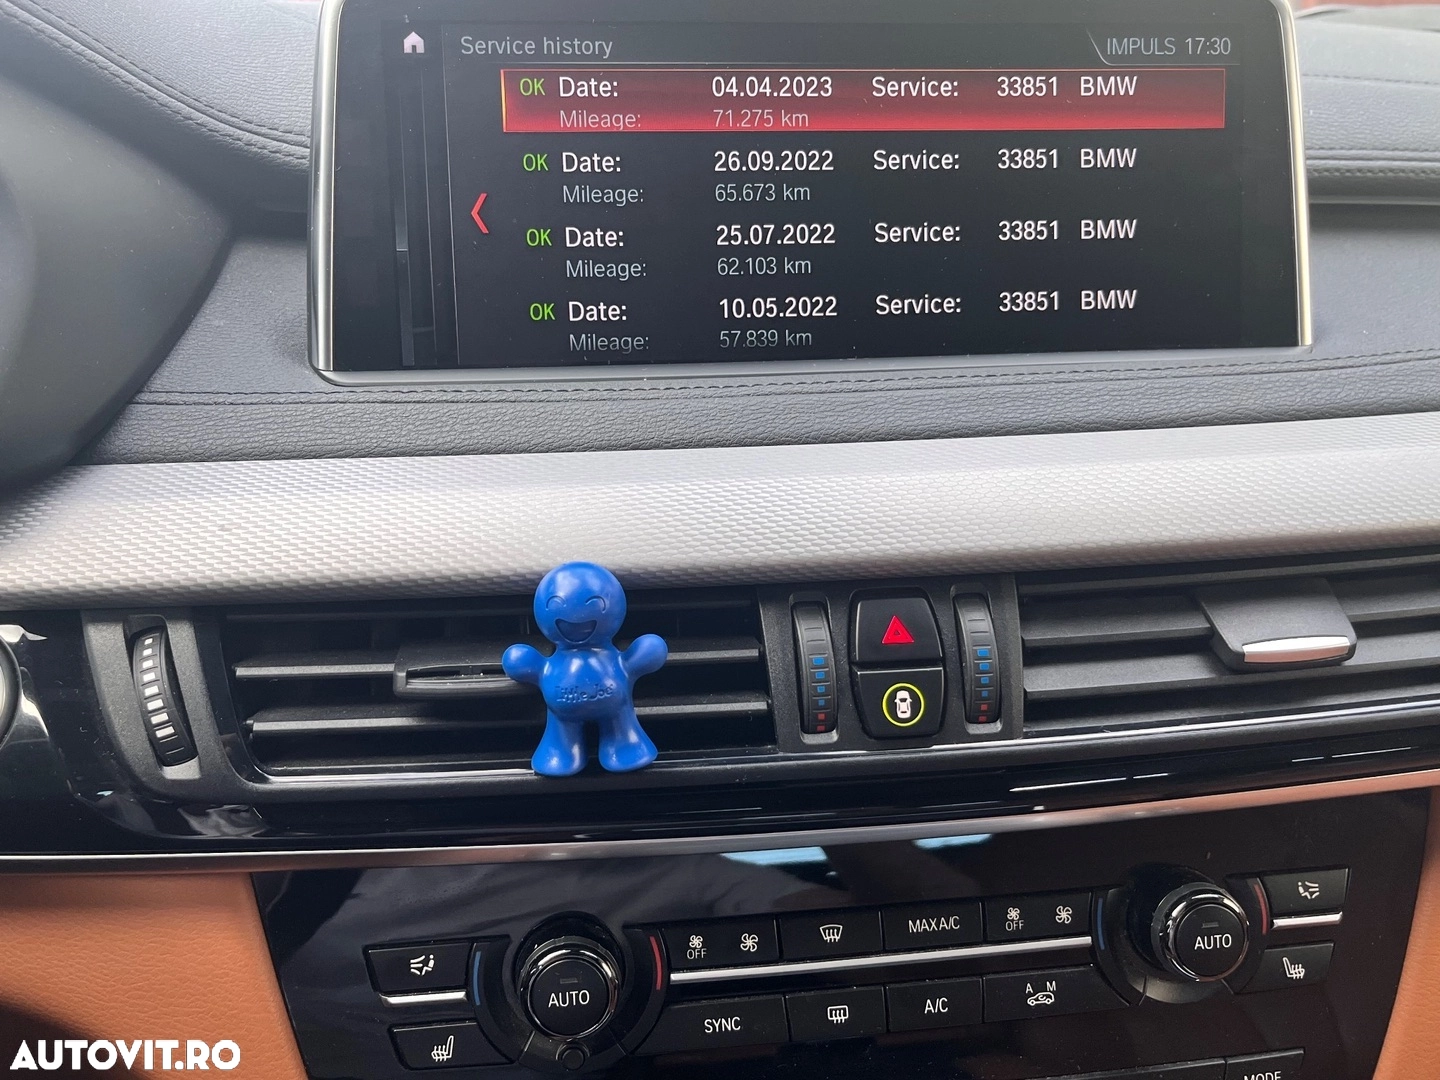 Service history
IMPULS 17:30
OK Date: 04.04.2023 Service: 33851 BMW
Mileage: 71.275 km
OK Date: 26.09.2022 Service: 33851 BMW
Mileage: 65.673 km
OK Date: 25.07.2022 Service: 33851 BMW
Mileage: 62.103 km
OK Date: 10.05.2022 Service: 33851 BMW
Mileage: 57.839 km
Little Joe
OFF
MAX A/C
OFF
AUTO
AUTO
SYNC
A/C
A M
MODE
AUTOVIT.RO